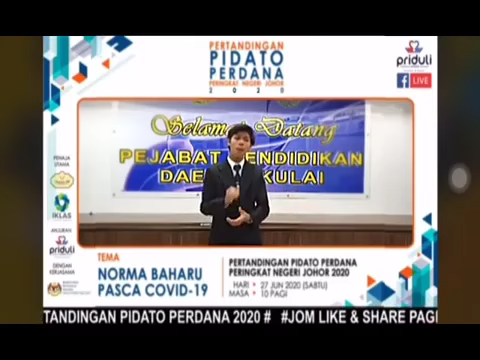 PERTANDINGAN
PIDATO
PERDANA
PERINGKAT NEGERI JOHOR
2020
priduli
LIVE
Selamat Datang
PEJABAT PENDIDIKAN
KULAI
PENAJA
UTAMA
IKLAS
ANJURAN
priduli
DENGAN
KERJASAMA
TEMA
NORMA BAHARU
PASCA COVID-19
PERTANDINGAN PIDATO PERDANA
PERINGKAT NEGERI JOHOR 2020
HARI • 27 JUN 2020 (SABTU)
MASA • 10 PAGI
TANDINGAN PIDATO PERDANA 2020 # #JOM LIKE & SHARE PAGI